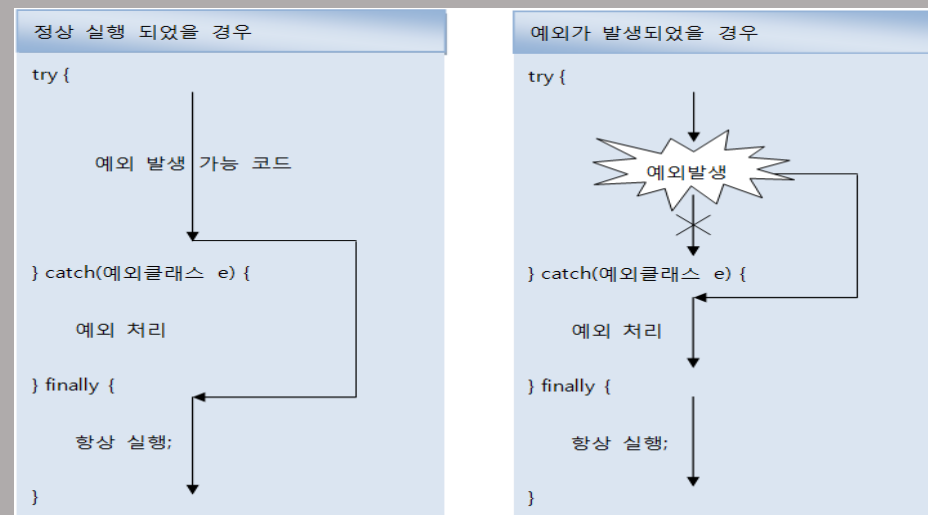 정상 실행 되었을 경우
try {
예외 발생 가능 코드
} catch(예외클래스 e) {
예외 처리
} finally {
항상 실행;
}
예외가 발생되었을 경우
try {
예외발생
} catch(예외클래스 e) {
예외 처리
} finally {
항상 실행;
}